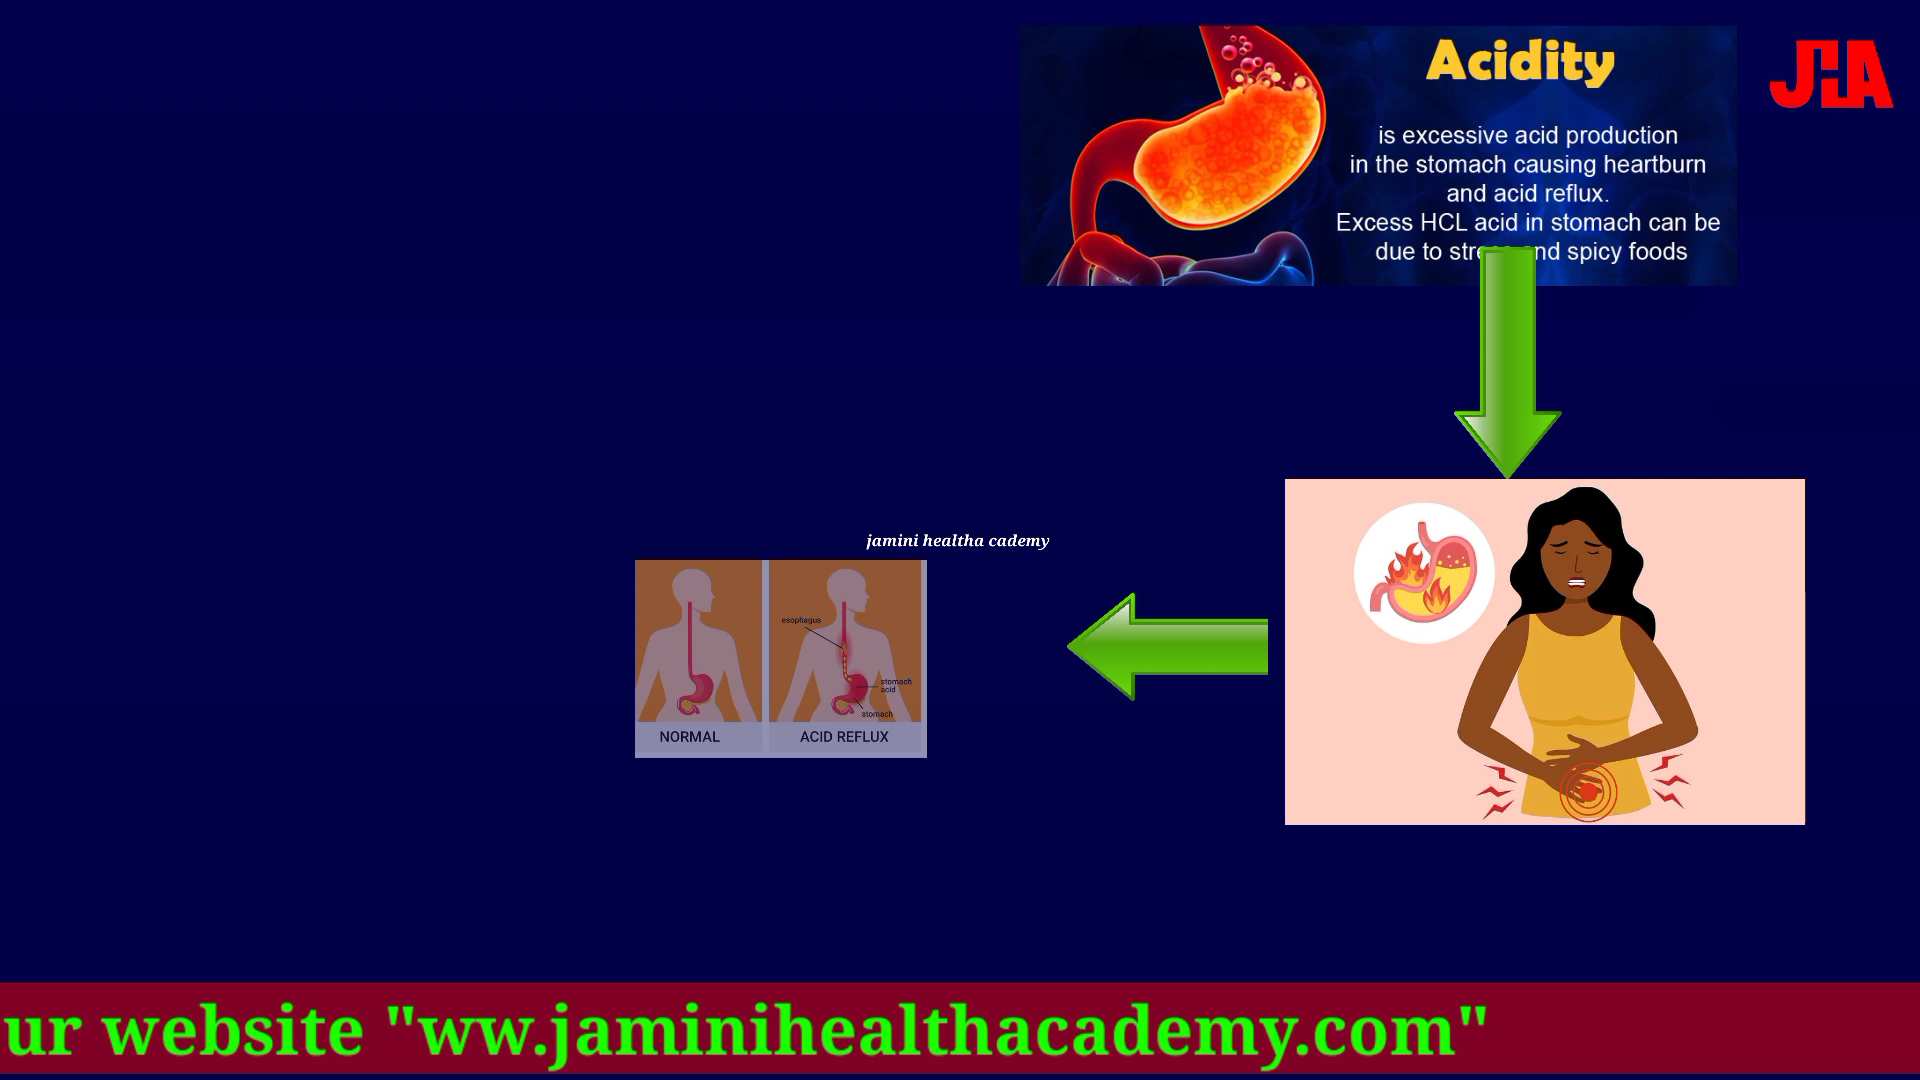 Acidity
JHA
is excessive acid production
in the stomach causing heartburn
and acid reflux.
Excess HCL acid in stomach can be
due to and spicy foods
jamini healtha cademy
esophagus
stomach
acid
stomach
NORMAL
ACID REFLUX
ur website "ww.jaminihealthacademy.com"